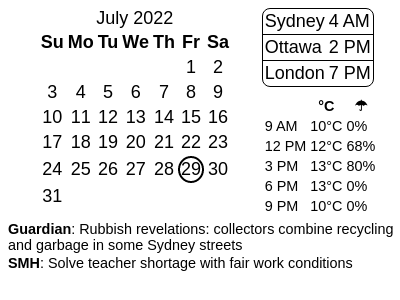 July 2022
Su Mo Tu We Th Fr Sa
1 2
3 4 5 6 7 8 9
10 11 12 13 14 15 16
17 18 19 20 21 22 23
24 25 26 27 28 29 30
31
Sydney 4 AM
Ottawa 2 PM
London 7 PM
°C ☂
9 AM 10°C 0%
12 PM 12°C 68%
3 PM 13°C 80%
6 PM 13°C 0%
9 PM 10°C 0%
Guardian: Rubbish revelations: collectors combine recycling
and garbage in some Sydney streets
SMH: Solve teacher shortage with fair work conditions